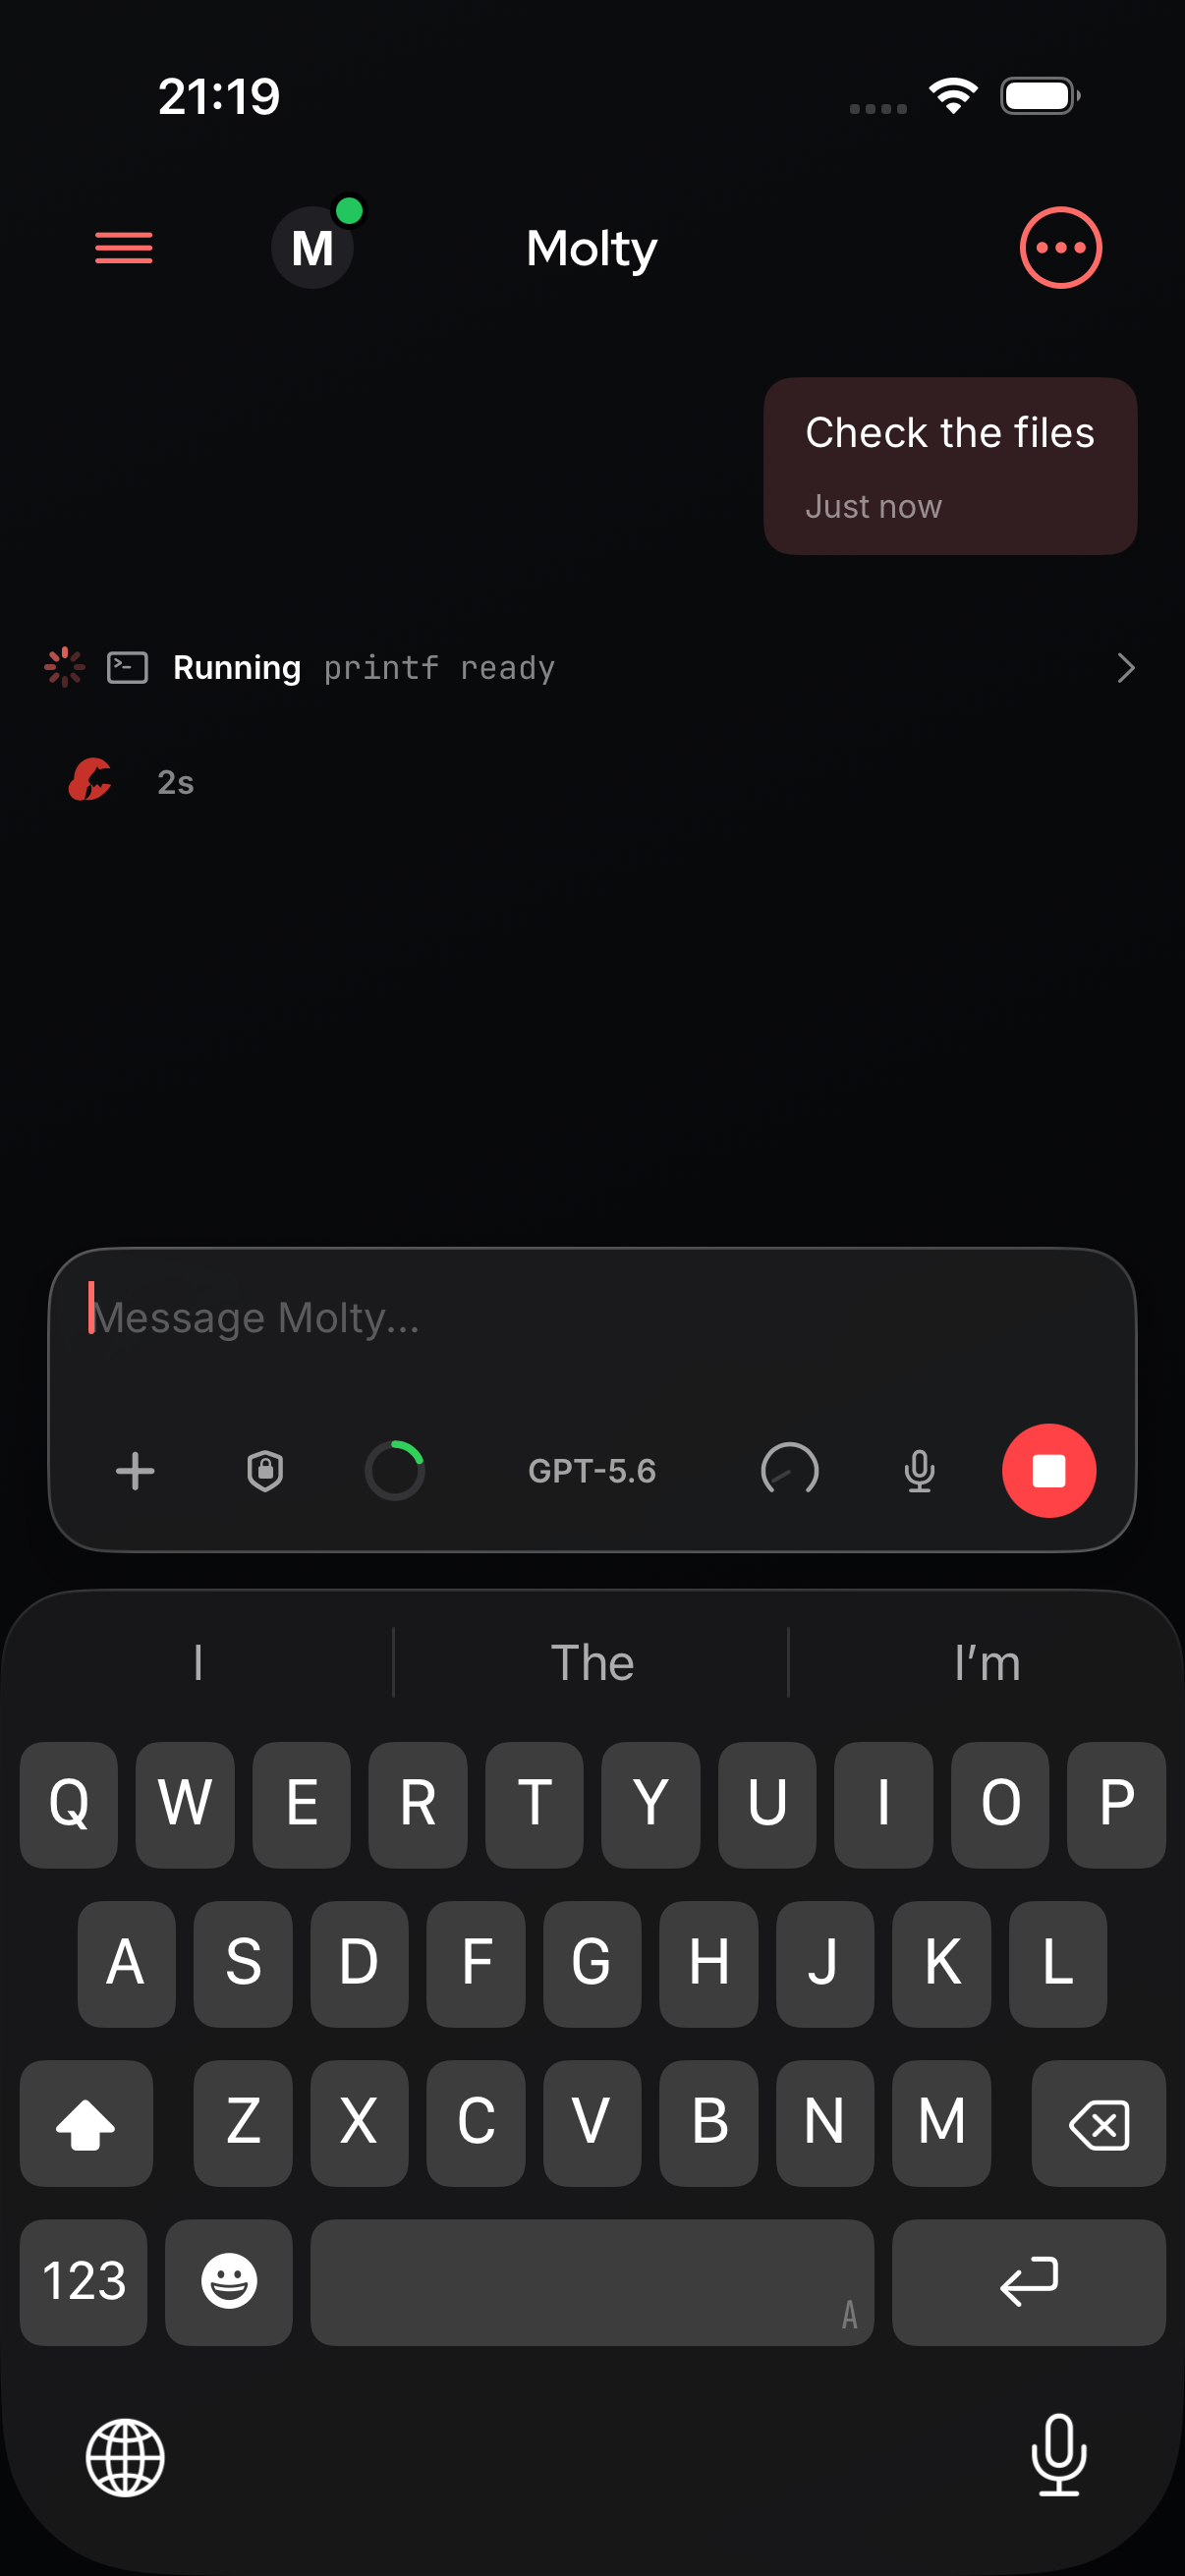 21:19
M
Molty
Check the files
Just now
Running printf ready
2s
Message Molty...
GPT-5.6
I The I’m
Q W E R T Y U I O P
A S D F G H J K L
Z X C V B N M
123
A